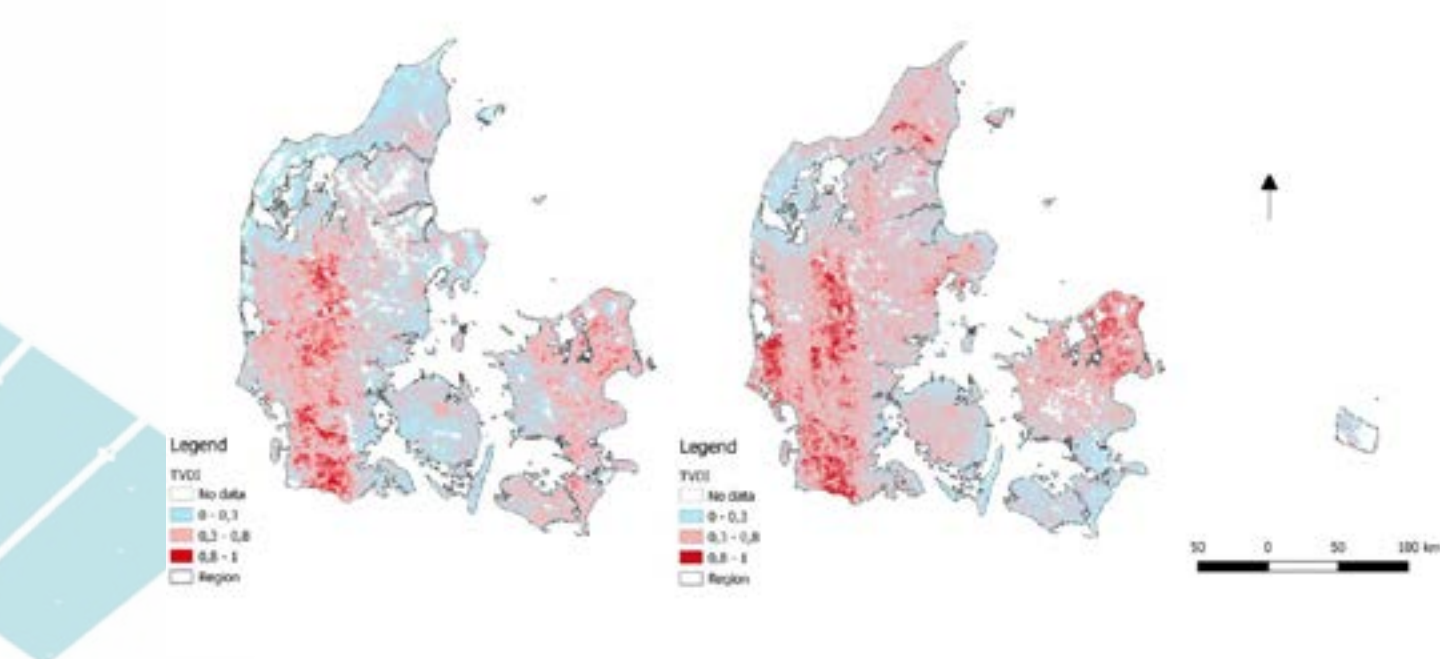 Legend
TVDI
No data
0 - 0,3
0,3 - 0,8
0,8 - 1
Region
Legend
TVDI
No data
0 - 0,3
0,3 - 0,8
0,8 - 1
Region
50 0 50 100 km